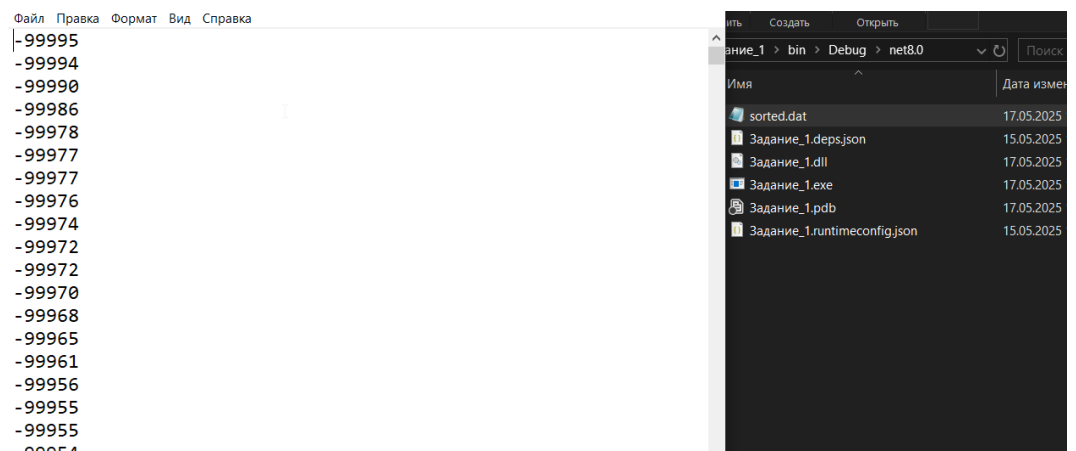 Файл Правка Формат Вид Справка
-99995
-99994
-99990
-99986
-99978
-99977
-99977
-99976
-99974
-99972
-99972
-99970
-99968
-99965
-99961
-99956
-99955
-99955
-99954
ить Создать Открыть
ание_1 > bin > Debug > net8.0 Поиск
Имя Дата измен
sorted.dat 17.05.2025
Задание_1.deps.json 15.05.2025
Задание_1.dll 17.05.2025
Задание_1.exe 17.05.2025
Задание_1.pdb 17.05.2025
Задание_1.runtimeconfig.json 15.05.2025